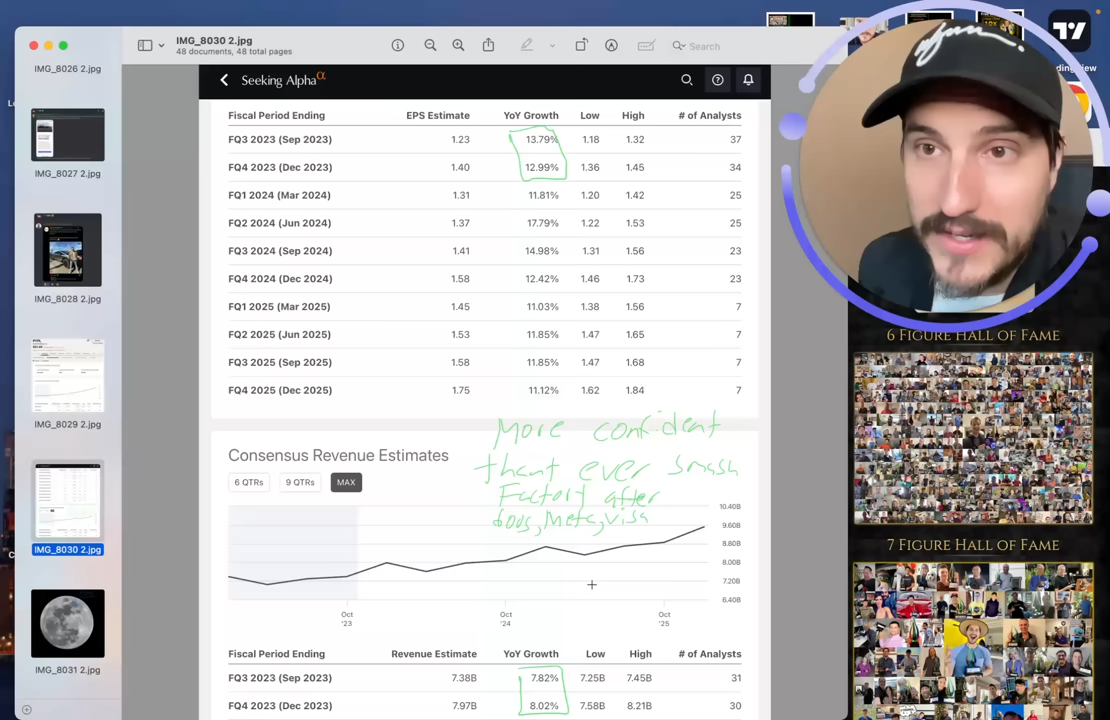 IMG_8030 2.jpg
48 documents, 48 total pages
Search
IMG_8026 2.jpg
IMG_8027 2.jpg
IMG_8028 2.jpg
IMG_8029 2.jpg
IMG_8030 2.jpg
IMG_8031 2.jpg
Seeking Alphaα
Fiscal Period Ending EPS Estimate YoY Growth Low High # of Analysts
FQ3 2023 (Sep 2023) 1.23 13.79% 1.18 1.32 37
FQ4 2023 (Dec 2023) 1.40 12.99% 1.36 1.45 34
FQ1 2024 (Mar 2024) 1.31 11.81% 1.20 1.42 25
FQ2 2024 (Jun 2024) 1.37 17.79% 1.22 1.53 25
FQ3 2024 (Sep 2024) 1.41 14.98% 1.31 1.56 23
FQ4 2024 (Dec 2024) 1.58 12.42% 1.46 1.73 23
FQ1 2025 (Mar 2025) 1.45 11.03% 1.38 1.56 7
FQ2 2025 (Jun 2025) 1.53 11.85% 1.47 1.65 7
FQ3 2025 (Sep 2025) 1.58 11.85% 1.47 1.68 7
FQ4 2025 (Dec 2025) 1.75 11.12% 1.62 1.84 7
More confident
thant ever smash
Factory after
Goog, Meta, visa
Consensus Revenue Estimates
6 QTRs 9 QTRs MAX
10.40B
9.60B
8.80B
8.00B
7.20B
6.40B
Oct '23
Oct '24
Oct '25
Fiscal Period Ending Revenue Estimate YoY Growth Low High # of Analysts
FQ3 2023 (Sep 2023) 7.38B 7.82% 7.25B 7.45B 31
FQ4 2023 (Dec 2023) 7.97B 8.02% 7.58B 8.21B 30
6 Figure Hall of Fame
7 Figure Hall of Fame